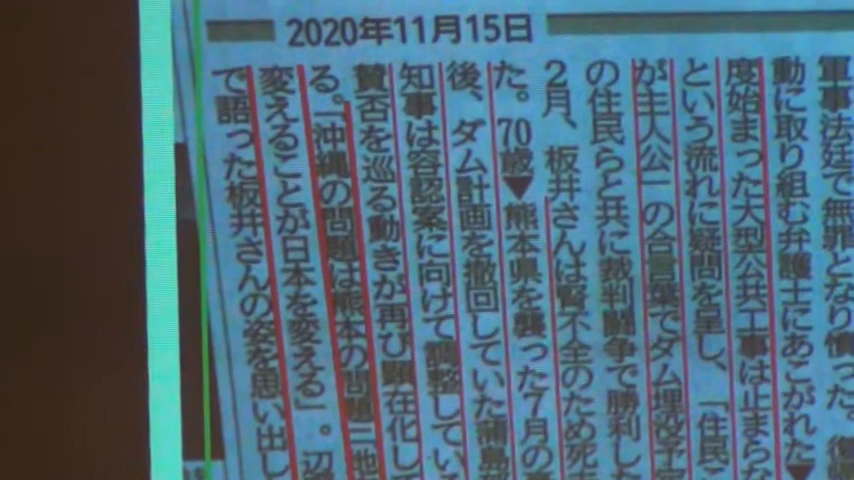 2020年11月15日
軍事法廷で無罪となり憤った。
動に取り組む弁護士にあこがれた▼
度始まった大型公共工事は止まらな
という流れに疑問を呈し、「住民こ
が主人公」の合言葉でダム埋没予定
の住民らと共に裁判闘争で勝利した
2月、板井さんは腎不全のため死
た。70歳▼熊本県を襲った7月の
後、ダム計画を撤回していた蒲島
知事は容認案に向けて調整してい
賛否を巡る動きが再び顕在化して
る。「沖縄の問題は熊本の問題
変えることが日本を変える」。辺
で語った板井さんの姿を思い出し